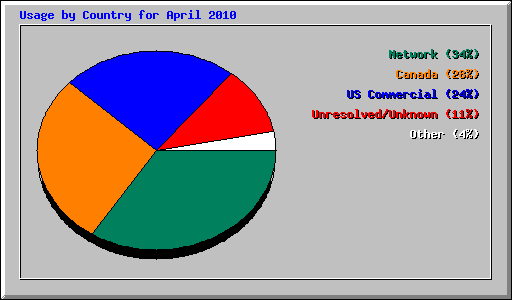 Usage by Country for April 2010
Network (34%)
Canada (26%)
US Commercial (24%)
Unresolved/Unknown (11%)
Other (4%)